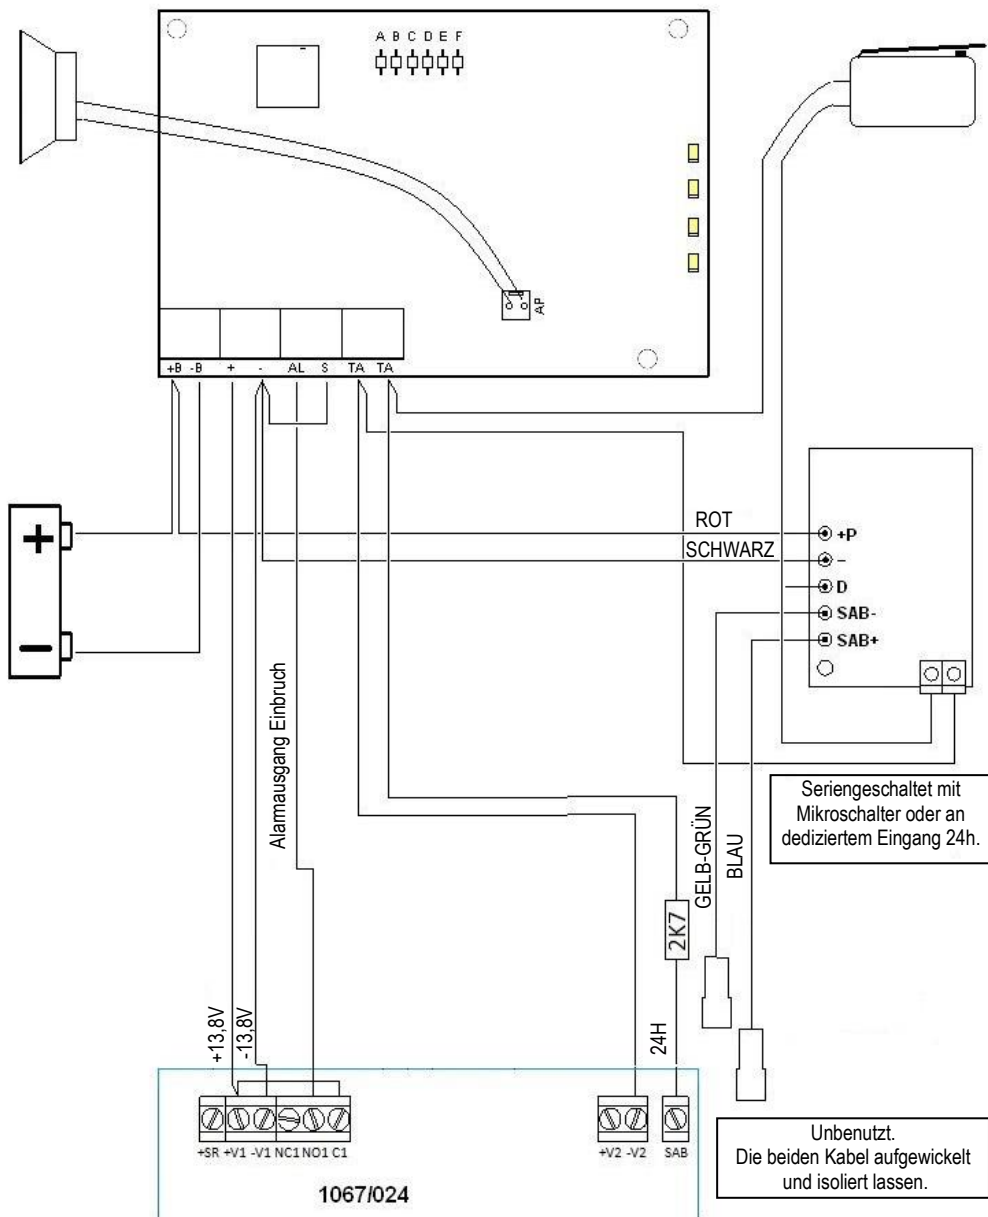 A B C D E F
AP
+B -B + - AL S TA TA
+
−
ROT
SCHWARZ
+P
–
D
SAB-
SAB+
Alarmausgang Einbruch
Seriengeschaltet mit
Mikroschalter oder an
dediziertem Eingang 24h.
GELB-GRÜN
BLAU
2K7
+13,8V
-13,8V
24H
+SR +V1 -V1 NC1 NO1 C1
+V2 -V2 SAB
1067/024
Unbenutzt.
Die beiden Kabel aufgewickelt
und isoliert lassen.